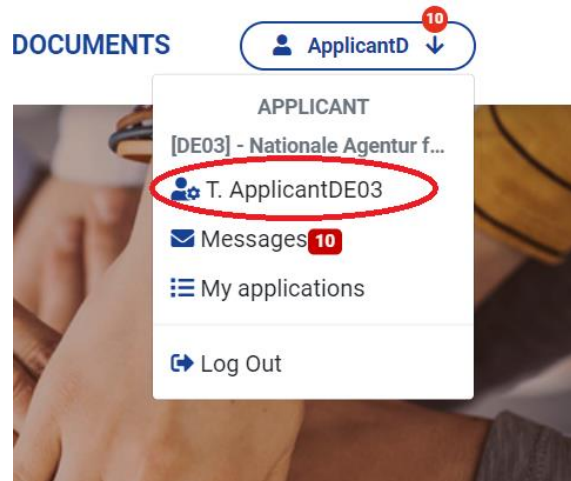 DOCUMENTS
ApplicantD
10
APPLICANT
[DE03] - Nationale Agentur f...
T. ApplicantDE03
Messages 10
My applications
Log Out